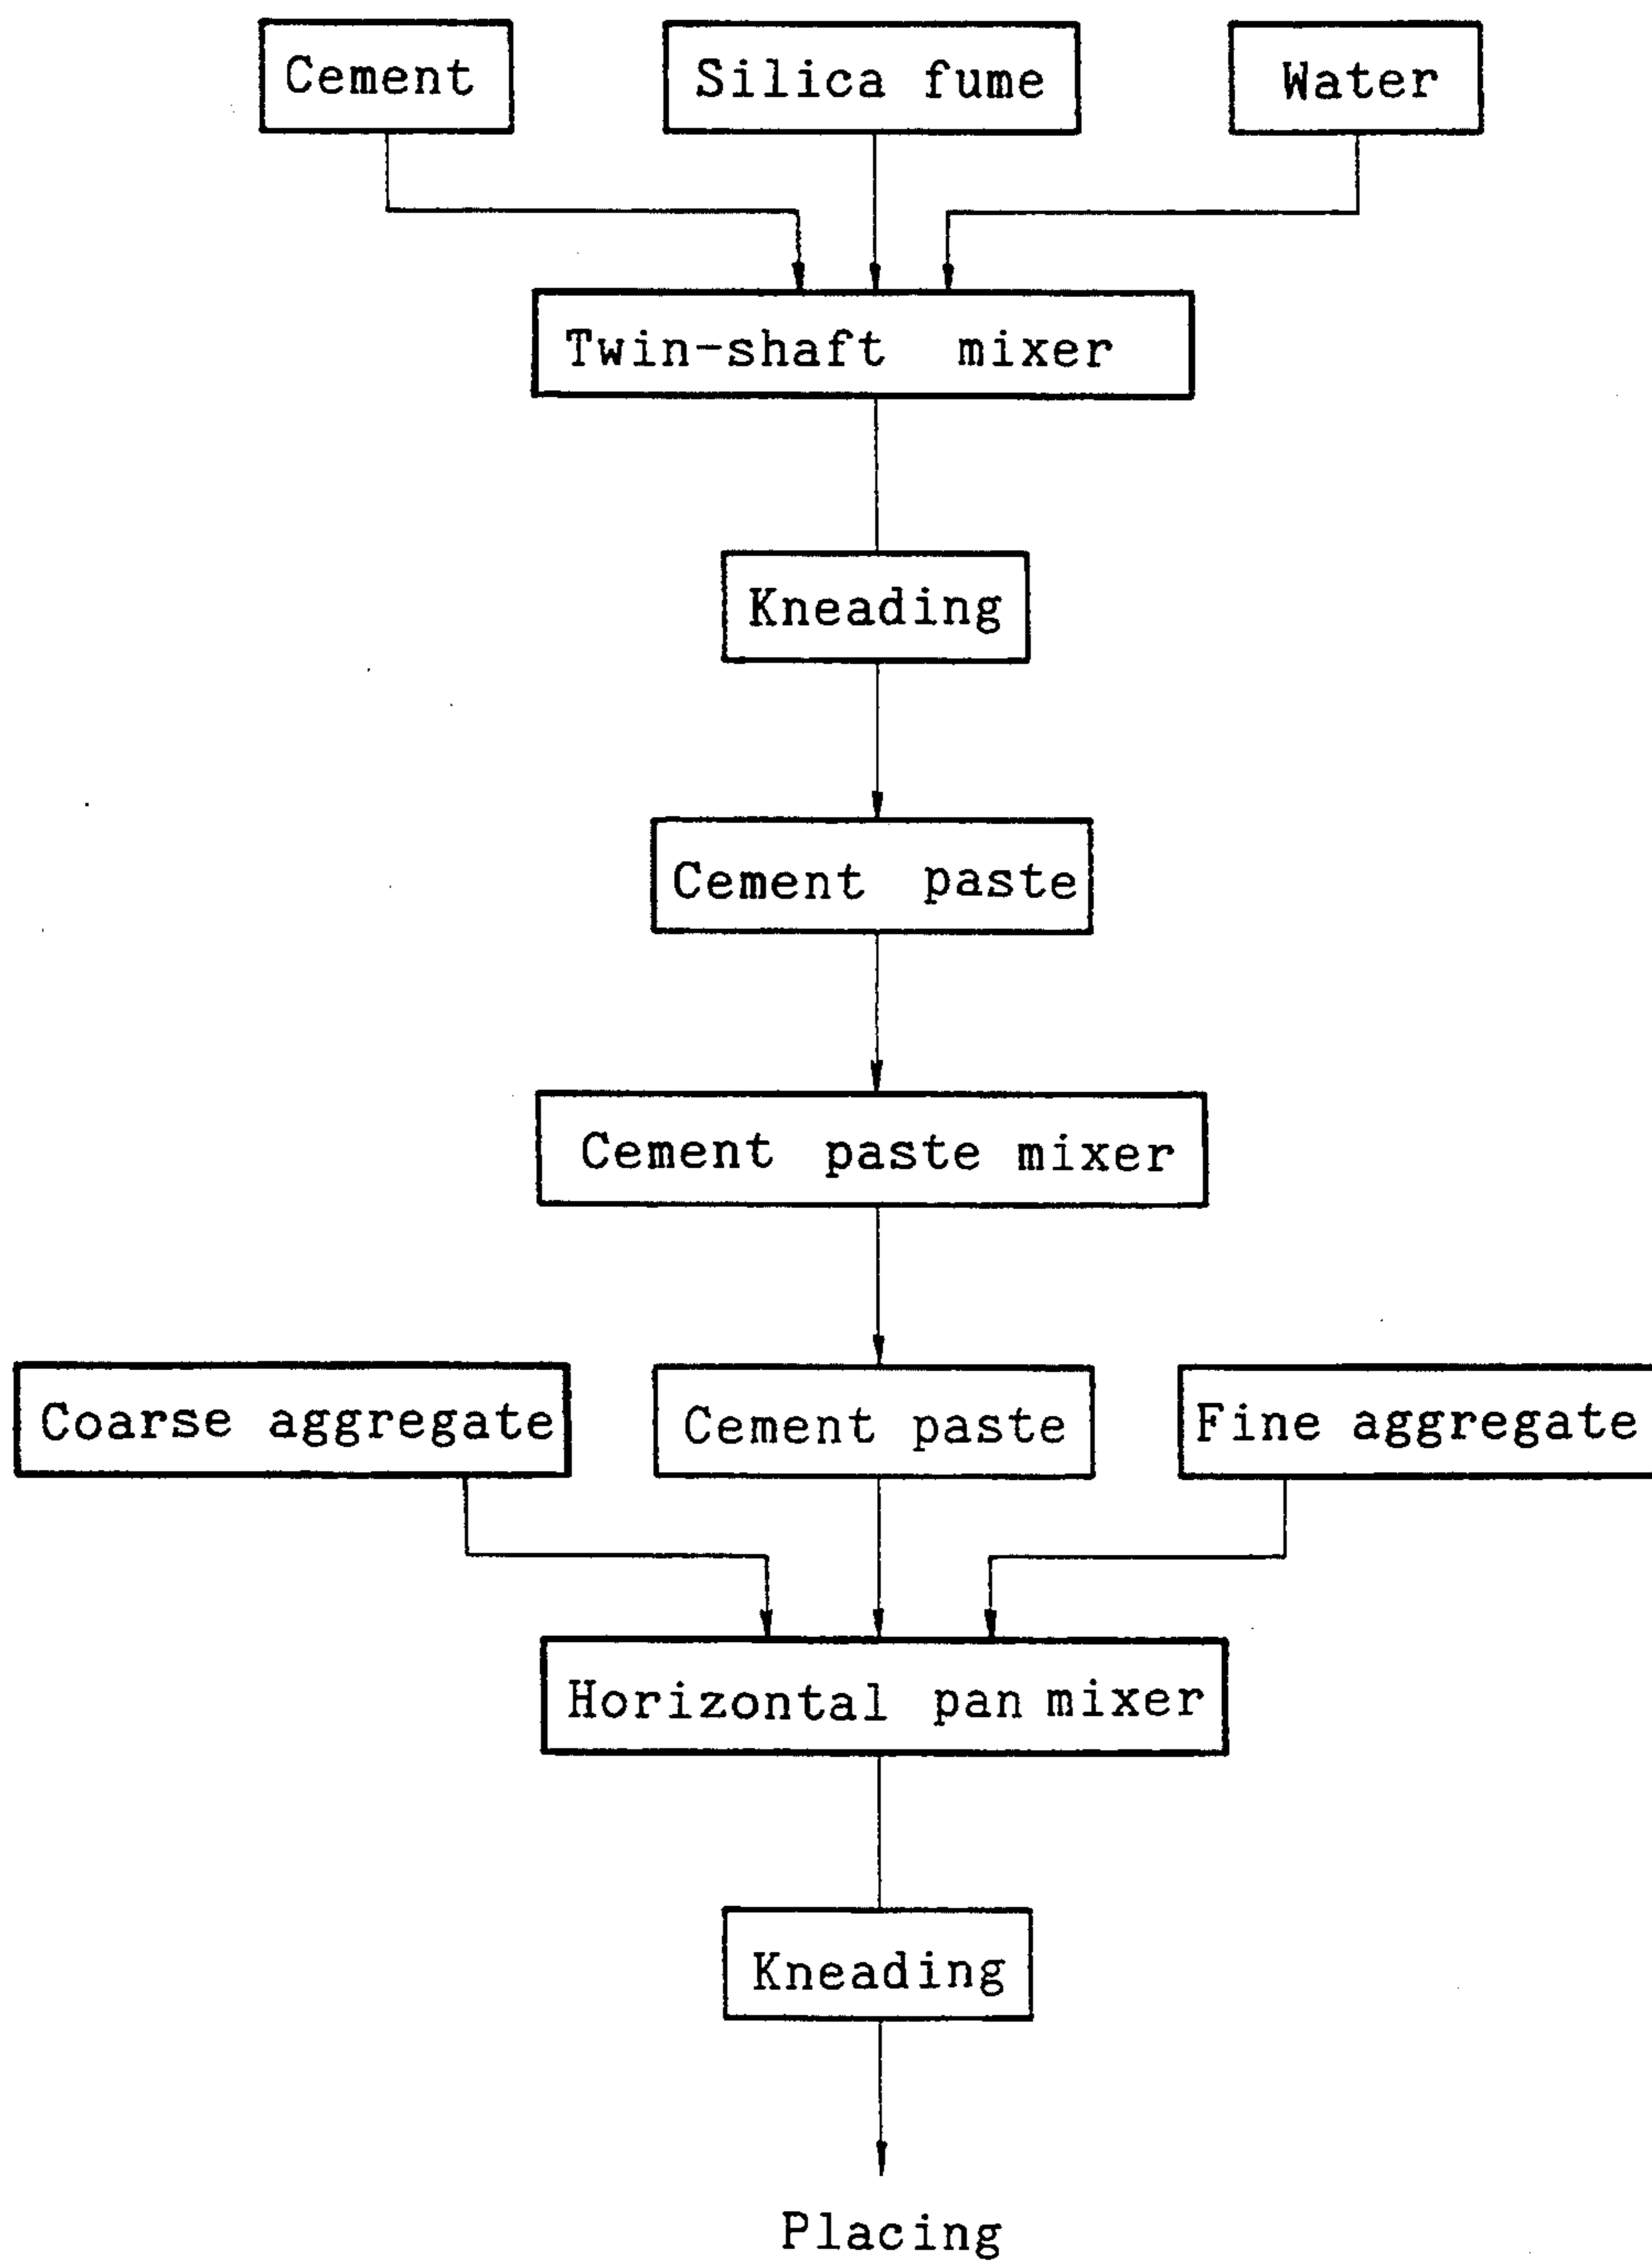 Cement
Silica fume
Water
Twin-shaft mixer
Kneading
Cement paste
Cement paste mixer
Coarse aggregate
Cement paste
Fine aggregate
Horizontal pan mixer
Kneading
Placing